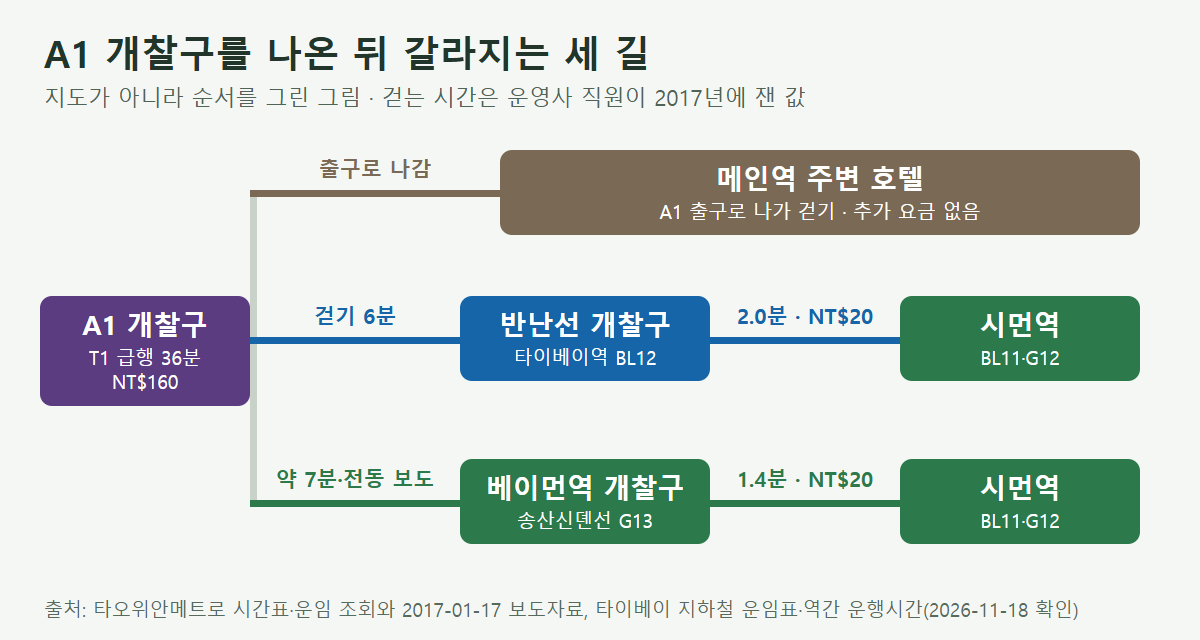 A1 개찰구를 나온 뒤 갈라지는 세 길
지도가 아니라 순서를 그린 그림 · 걷는 시간은 운영사 직원이 2017년에 잰 값
출구로 나감
메인역 주변 호텔
A1 출구로 나가 걷기 · 추가 요금 없음
A1 개찰구
T1 급행 36분
NT$160
걷기 6분
반난선 개찰구
타이베이역 BL12
2.0분 · NT$20
시먼역
BL11·G12
약 7분·전동 보도
베이먼역 개찰구
송산신뎬선 G13
1.4분 · NT$20
시먼역
BL11·G12
출처: 타오위안메트로 시간표·운임 조회와 2017-01-17 보도자료, 타이베이 지하철 운임표·역간 운행시간(2026-11-18 확인)